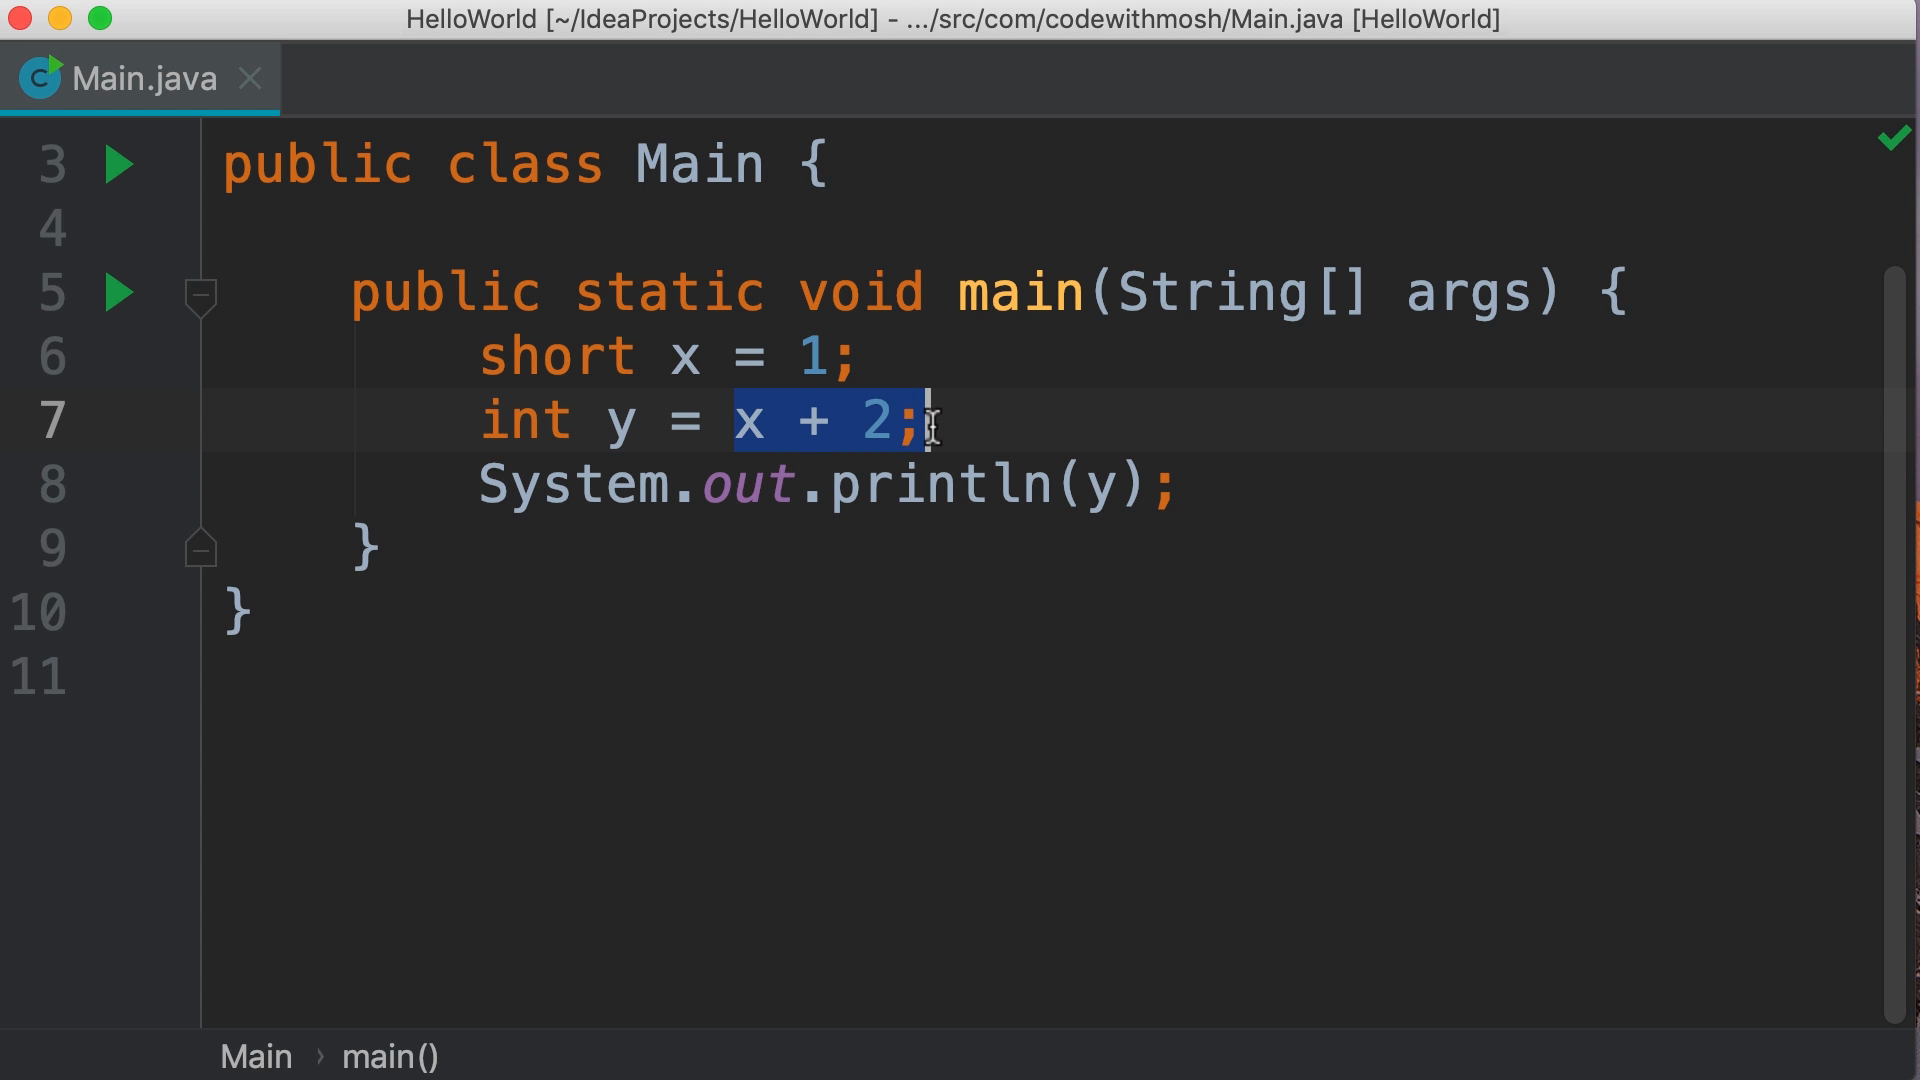 HelloWorld [~/IdeaProjects/HelloWorld] - .../src/com/codewithmosh/Main.java [HelloWorld]
C Main.java
3 public class Main {
4
5 public static void main(String[] args) {
6 short x = 1;
7 int y = x + 2;
8 System.out.println(y);
9 }
10 }
11
Main › main()